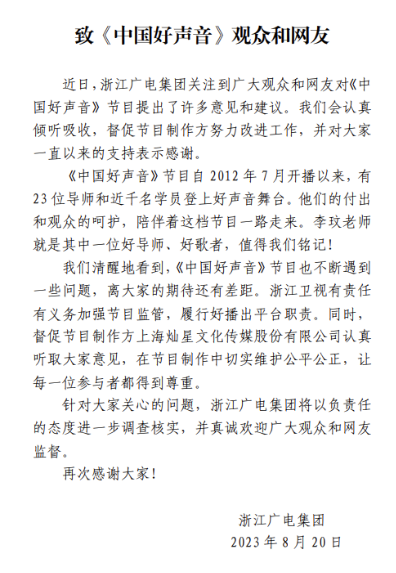 致《中国好声音》观众和网友
近日，浙江广电集团关注到广大观众和网友对《中
国好声音》节目提出了许多意见和建议。我们会认真
倾听吸收，督促节目制作方努力改进工作，并对大家
一直以来的支持表示感谢。
《中国好声音》节目自 2012 年 7 月开播以来，有
23 位导师和近千名学员登上好声音舞台。他们的付出
和观众的呵护，陪伴着这档节目一路走来。李玟老师
就是其中一位好导师、好歌者，值得我们铭记！
我们清醒地看到，《中国好声音》节目也不断遇到
一些问题，离大家的期待还有差距。浙江卫视有责任
有义务加强节目监管，履行好播出平台职责。同时，
督促节目制作方上海灿星文化传媒股份有限公司认真
听取大家意见，在节目制作中切实维护公平公正，让
每一位参与者都得到尊重。
针对大家关心的问题，浙江广电集团将以负责任
的态度进一步调查核实，并真诚欢迎广大观众和网友
监督。
再次感谢大家！
浙江广电集团
2023 年 8 月 20 日